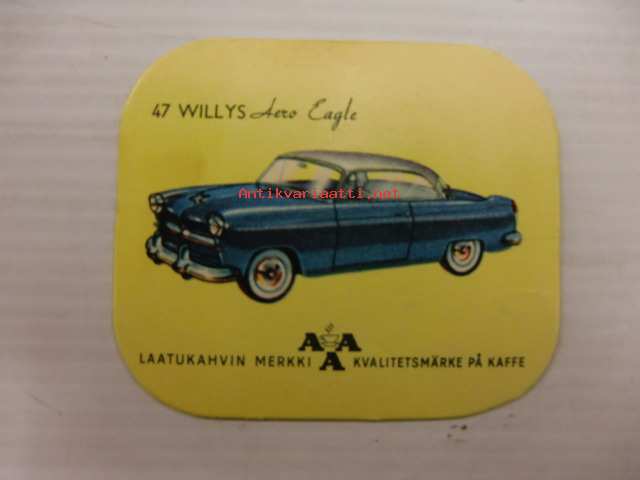 47 WILLYS Aero Eagle
Antikvariaatti.net
AAA
LAATUKAHVIN MERKKI KVALITETSMÄRKE PÅ KAFFE